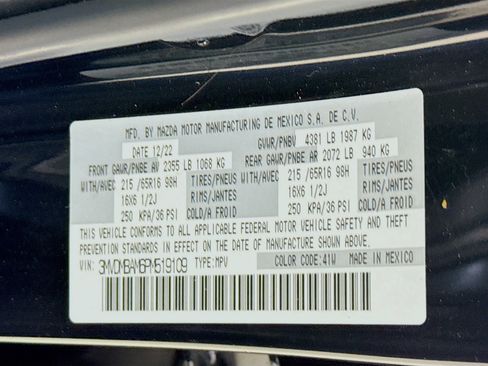 MFD. BY MAZDA MOTOR MANUFACTURING DE MEXICO S.A. DE C.V.
DATE 12/22 GVWR/PNBV 4381 LB 1987 KG
FRONT GAWR/PNBE AV 2355 LB 1068 KG REAR GAWR/PNBE AR 2072 LB 940 KG
WITH/AVEC 215/65R16 98H TIRES/PNEUS WITH/AVEC 215/65R16 98H TIRES/PNEUS
16X6 1/2J RIMS/JANTES 16X6 1/2J RIMS/JANTES
250 KPA/36 PSI COLD/A FROID 250 KPA/36 PSI COLD/A FROID
THIS VEHICLE CONFORMS TO ALL APPLICABLE FEDERAL MOTOR VEHICLE SAFETY AND THEFT
PREVENTION STANDARDS IN EFFECT ON THE DATE OF MANUFACTURE SHOWN ABOVE.
VIN: 3MVDMBAM6PM519109 TYPE: MPV COLOR CODE: 41W MADE IN MEXICO